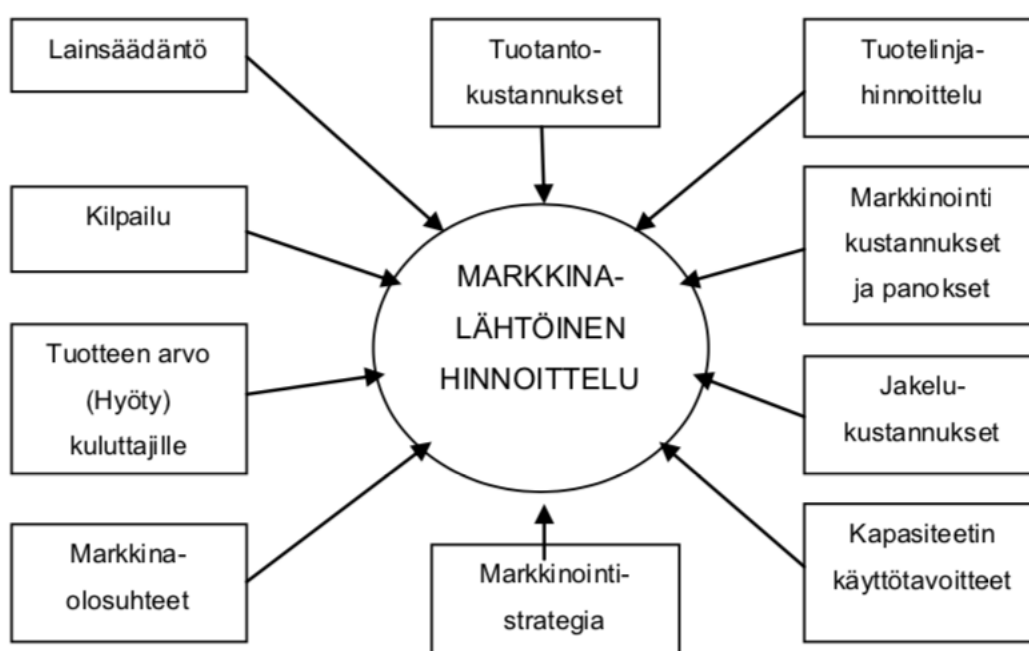 Lainsäädäntö
Tuotanto-
kustannukset
Tuotelinja-
hinnoittelu
Kilpailu
MARKKINA-
LÄHTÖINEN
HINNOITTELU
Markkinointi
kustannukset
ja panokset
Tuotteen arvo
(Hyöty)
kuluttajille
Jakelu-
kustannukset
Markkina-
olosuhteet
Markkinointi-
strategia
Kapasiteetin
käyttötavoitteet